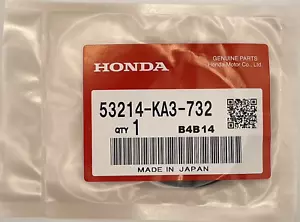 HONDA
GENUINE PARTS
Honda Motor Co., Ltd.
53214-KA3-732
QTY 1 B4B14
MADE IN JAPAN